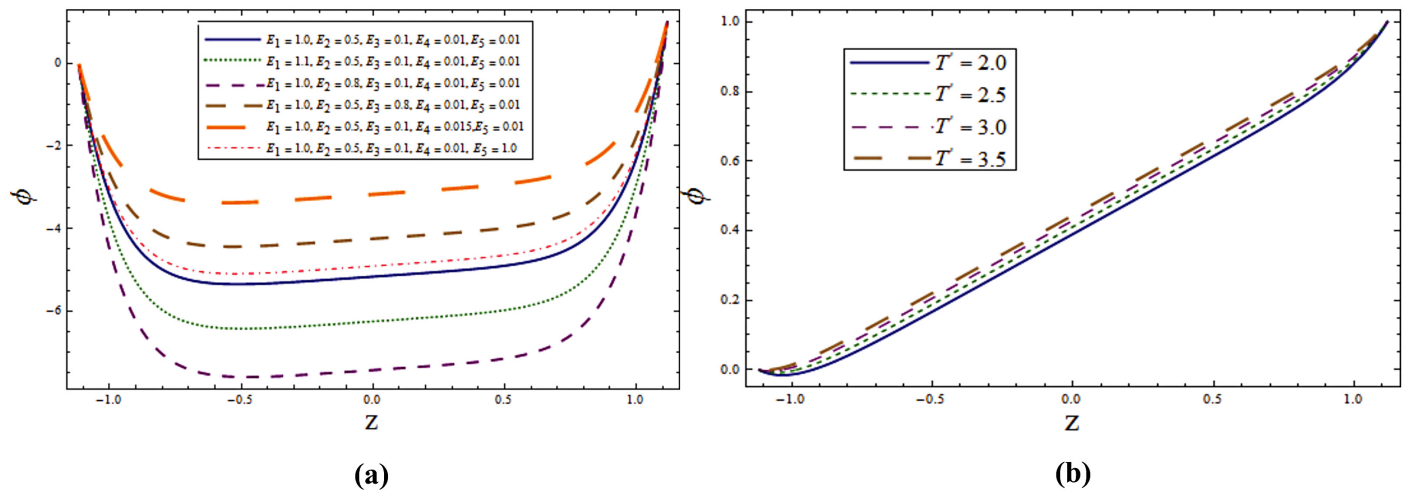 E1 = 1.0, E2 = 0.5, E3 = 0.1, E4 = 0.01, E5 = 0.01
E1 = 1.1, E2 = 0.5, E3 = 0.1, E4 = 0.01, E5 = 0.01
E1 = 1.0, E2 = 0.8, E3 = 0.1, E4 = 0.01, E5 = 0.01
E1 = 1.0, E2 = 0.5, E3 = 0.8, E4 = 0.01, E5 = 0.01
E1 = 1.0, E2 = 0.5, E3 = 0.1, E4 = 0.015, E5 = 0.01
E1 = 1.0, E2 = 0.5, E3 = 0.1, E4 = 0.01, E5 = 1.0
0
−2
−4
−6
ϕ
−1.0 −0.5 0.0 0.5 1.0
z
(a)
T′ = 2.0
T′ = 2.5
T′ = 3.0
T′ = 3.5
1.0
0.8
0.6
0.4
0.2
0.0
ϕ
−1.0 −0.5 0.0 0.5 1.0
z
(b)